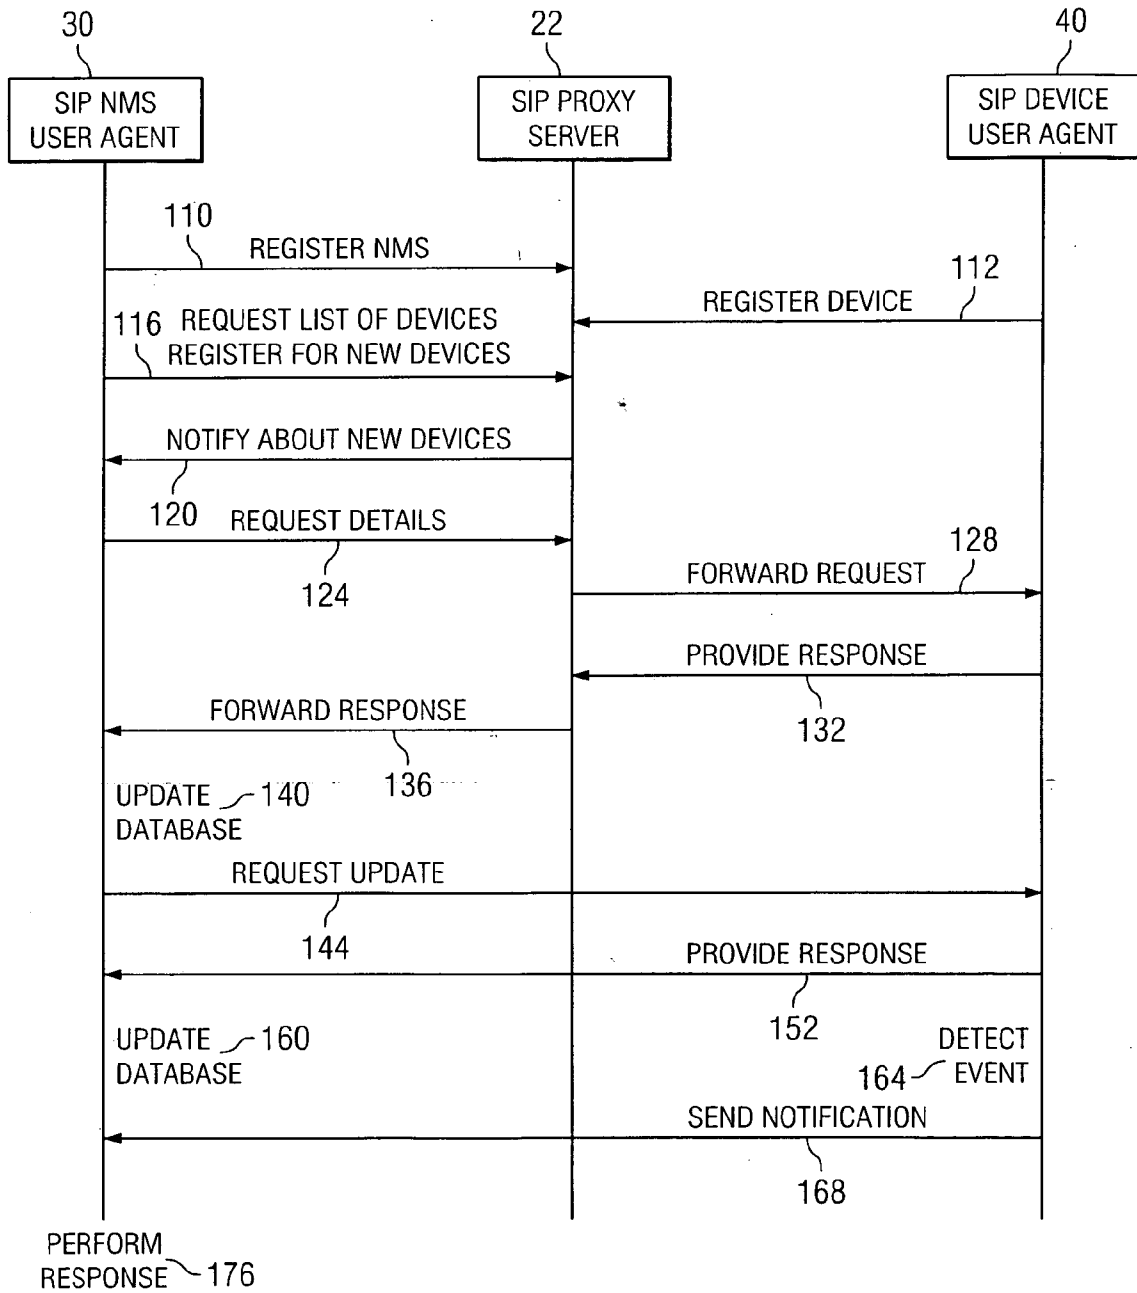 30
22
40
SIP NMS
USER AGENT
SIP PROXY
SERVER
SIP DEVICE
USER AGENT
110
REGISTER NMS
112
REGISTER DEVICE
116
REQUEST LIST OF DEVICES
REGISTER FOR NEW DEVICES
NOTIFY ABOUT NEW DEVICES
120
REQUEST DETAILS
124
128
FORWARD REQUEST
PROVIDE RESPONSE
132
FORWARD RESPONSE
136
UPDATE
DATABASE
140
REQUEST UPDATE
144
PROVIDE RESPONSE
152
UPDATE
DATABASE
160
DETECT
EVENT
164
SEND NOTIFICATION
168
PERFORM
RESPONSE
176